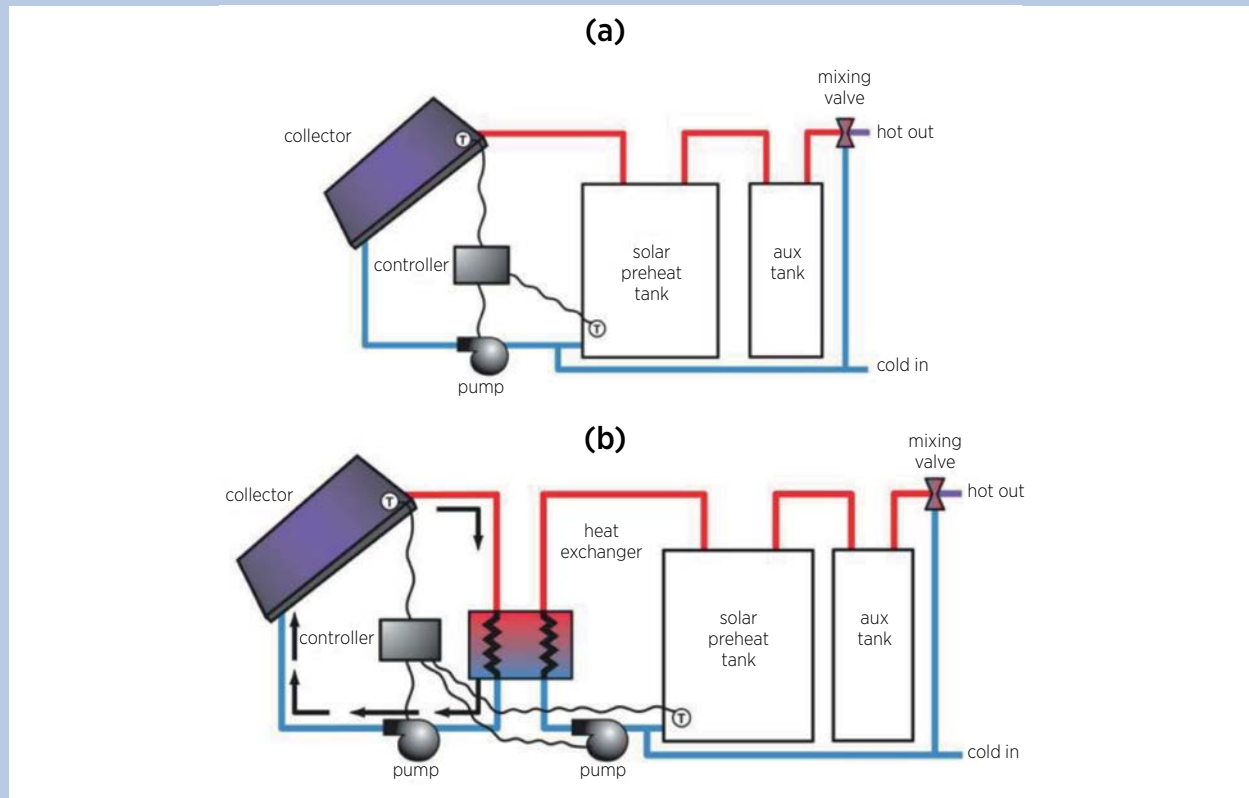 (a)
mixing
valve
collector
T
hot out
controller
solar
preheat
tank
aux
tank
T
cold in
pump
(b)
mixing
valve
collector
T
hot out
heat
exchanger
controller
solar
preheat
tank
aux
tank
T
cold in
pump
pump